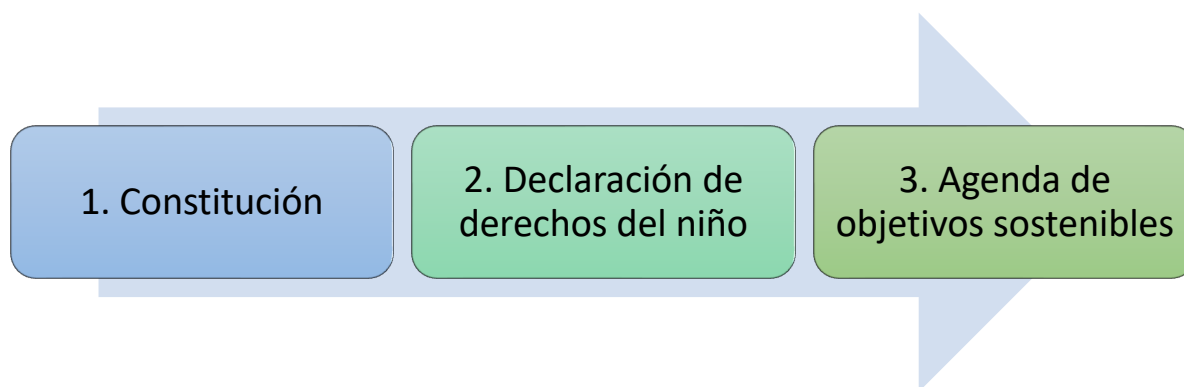 1. Constitución
2. Declaración de
derechos del niño
3. Agenda de
objetivos sostenibles